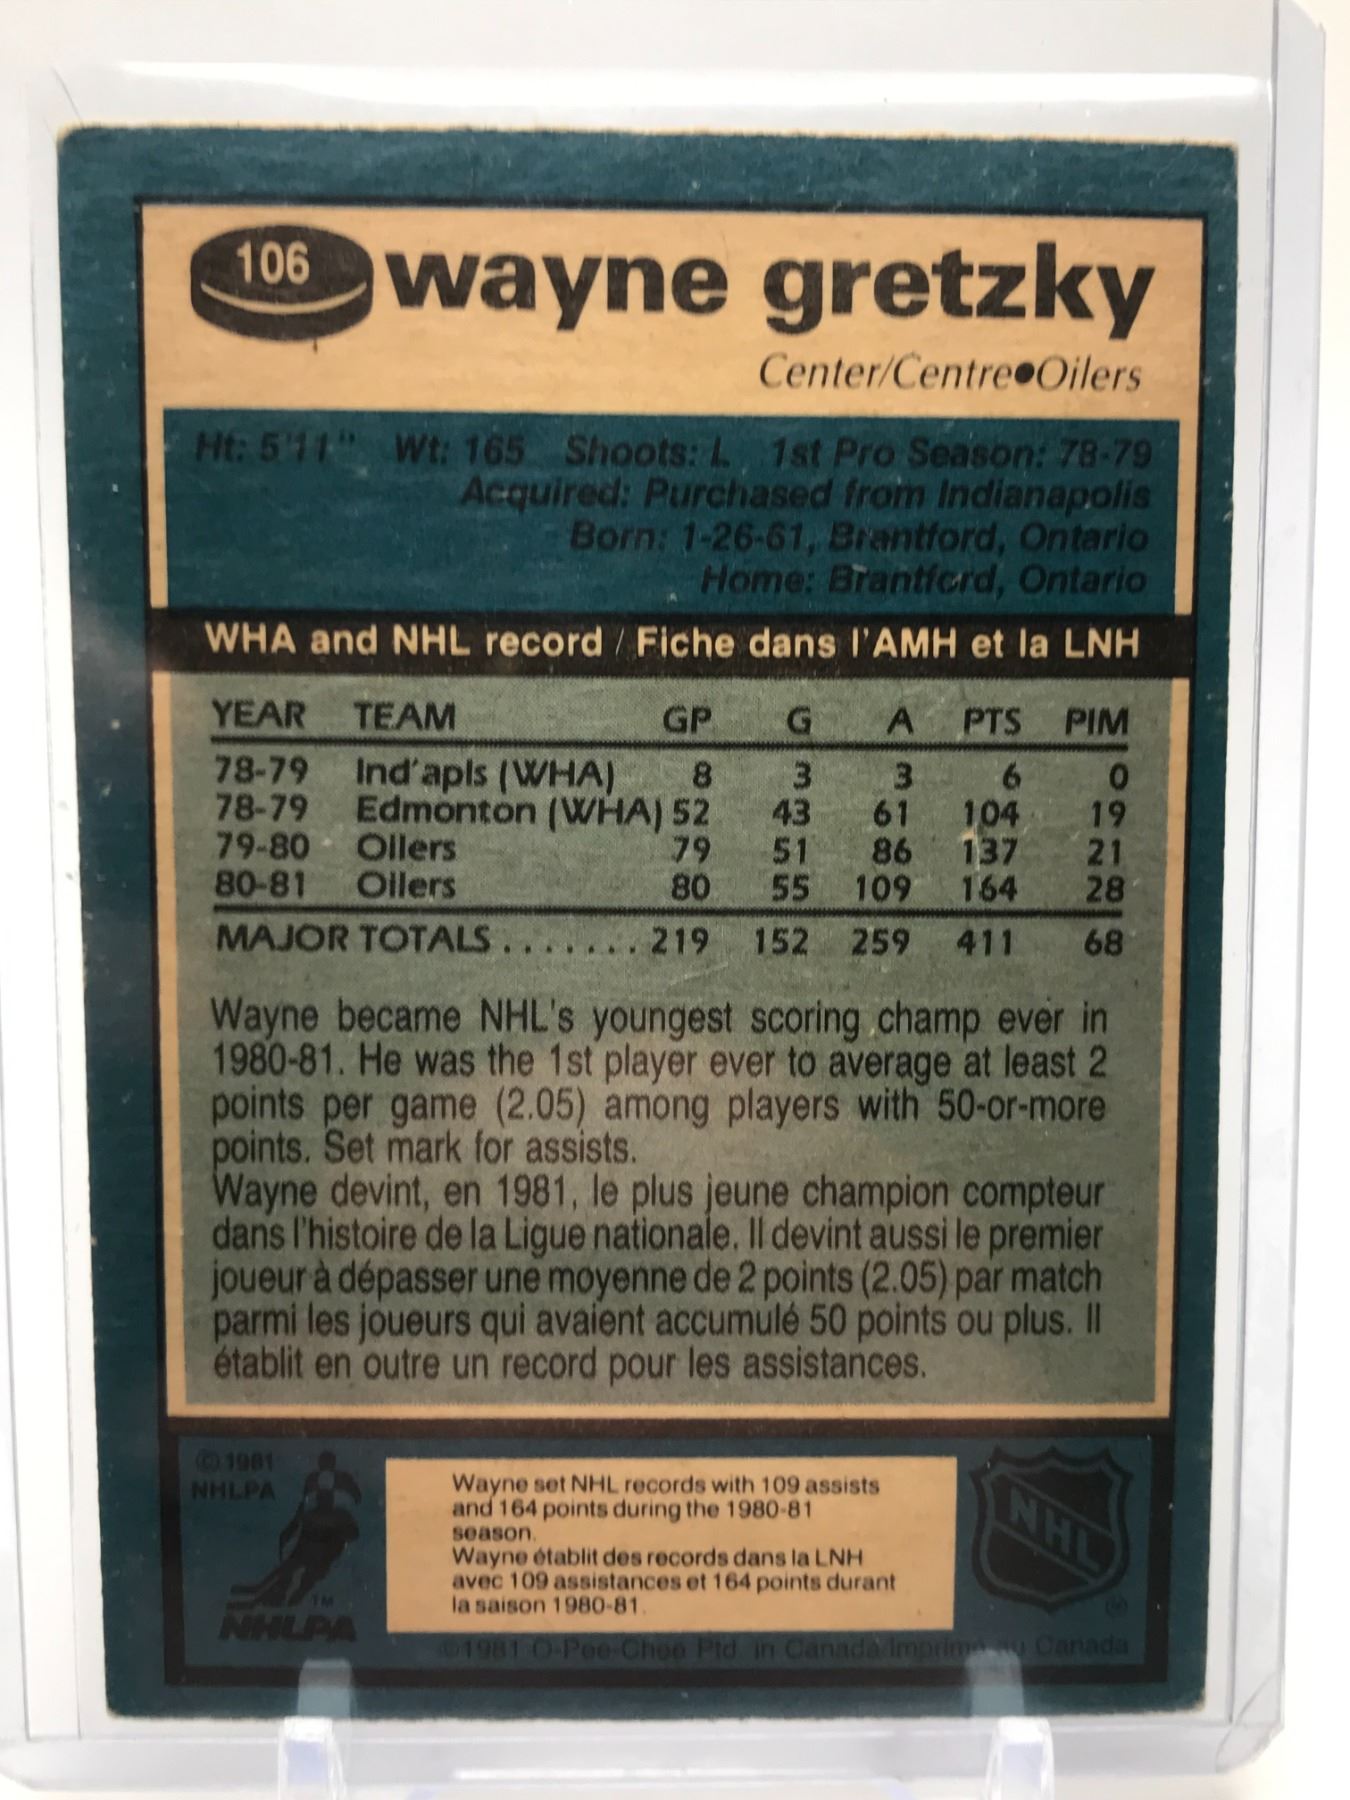 106 wayne gretzky
Center/Centre●Oilers
Ht: 5'11" Wt: 165 Shoots: L 1st Pro Season: 78-79
Acquired: Purchased from Indianapolis
Born: 1-26-61, Brantford, Ontario
Home: Brantford, Ontario
WHA and NHL record / Fiche dans l'AMH et la LNH
YEAR TEAM GP G A PTS PIM
78-79 Ind'apls (WHA) 8 3 3 6 0
78-79 Edmonton (WHA) 52 43 61 104 19
79-80 Oilers 79 51 86 137 21
80-81 Oilers 80 55 109 164 28
MAJOR TOTALS ....... 219 152 259 411 68
Wayne became NHL's youngest scoring champ ever in
1980-81. He was the 1st player ever to average at least 2
points per game (2.05) among players with 50-or-more
points. Set mark for assists.
Wayne devint, en 1981, le plus jeune champion compteur
dans l'histoire de la Ligue nationale. Il devint aussi le premier
joueur à dépasser une moyenne de 2 points (2.05) par match
parmi les joueurs qui avaient accumulé 50 points ou plus. Il
établit en outre un record pour les assistances.
©1981
NHLPA
TM
NHLPA
Wayne set NHL records with 109 assists
and 164 points during the 1980-81
season.
Wayne établit des records dans la LNH
avec 109 assistances et 164 points durant
la saison 1980-81.
NHL
©1981 O-Pee-Chee Ptd. in Canada/Imprimé au Canada